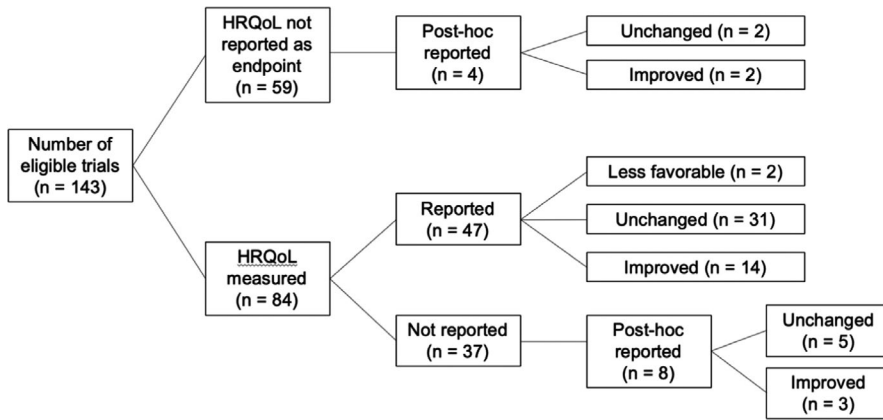 Number of
eligible trials
(n = 143)
HRQoL not
reported as
endpoint
(n = 59)
Post-hoc
reported
(n = 4)
Unchanged (n = 2)
Improved (n = 2)
HRQoL
measured
(n = 84)
Reported
(n = 47)
Less favorable (n = 2)
Unchanged (n = 31)
Improved (n = 14)
Not reported
(n = 37)
Post-hoc
reported
(n = 8)
Unchanged
(n = 5)
Improved
(n = 3)